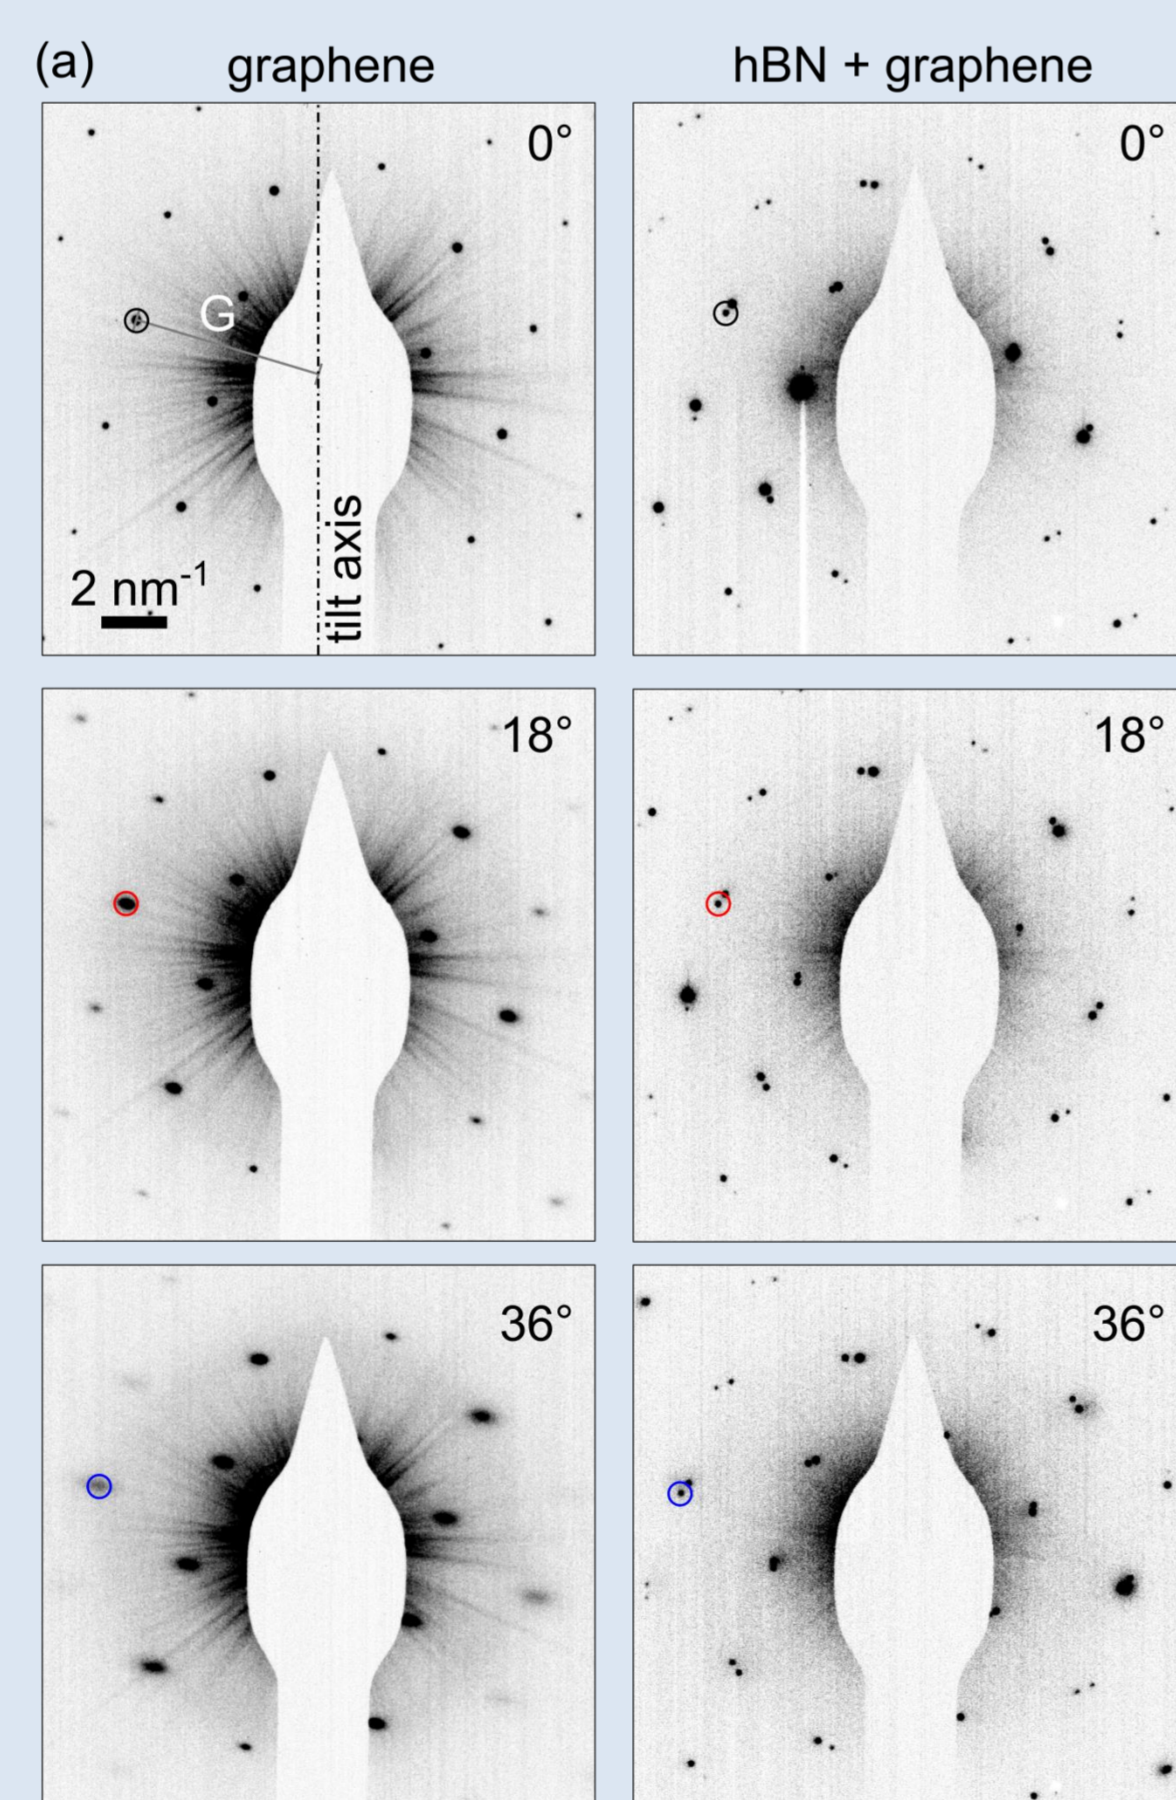 (a)
graphene
hBN + graphene
0°
0°
G
tilt axis
2 nm⁻¹
18°
18°
36°
36°